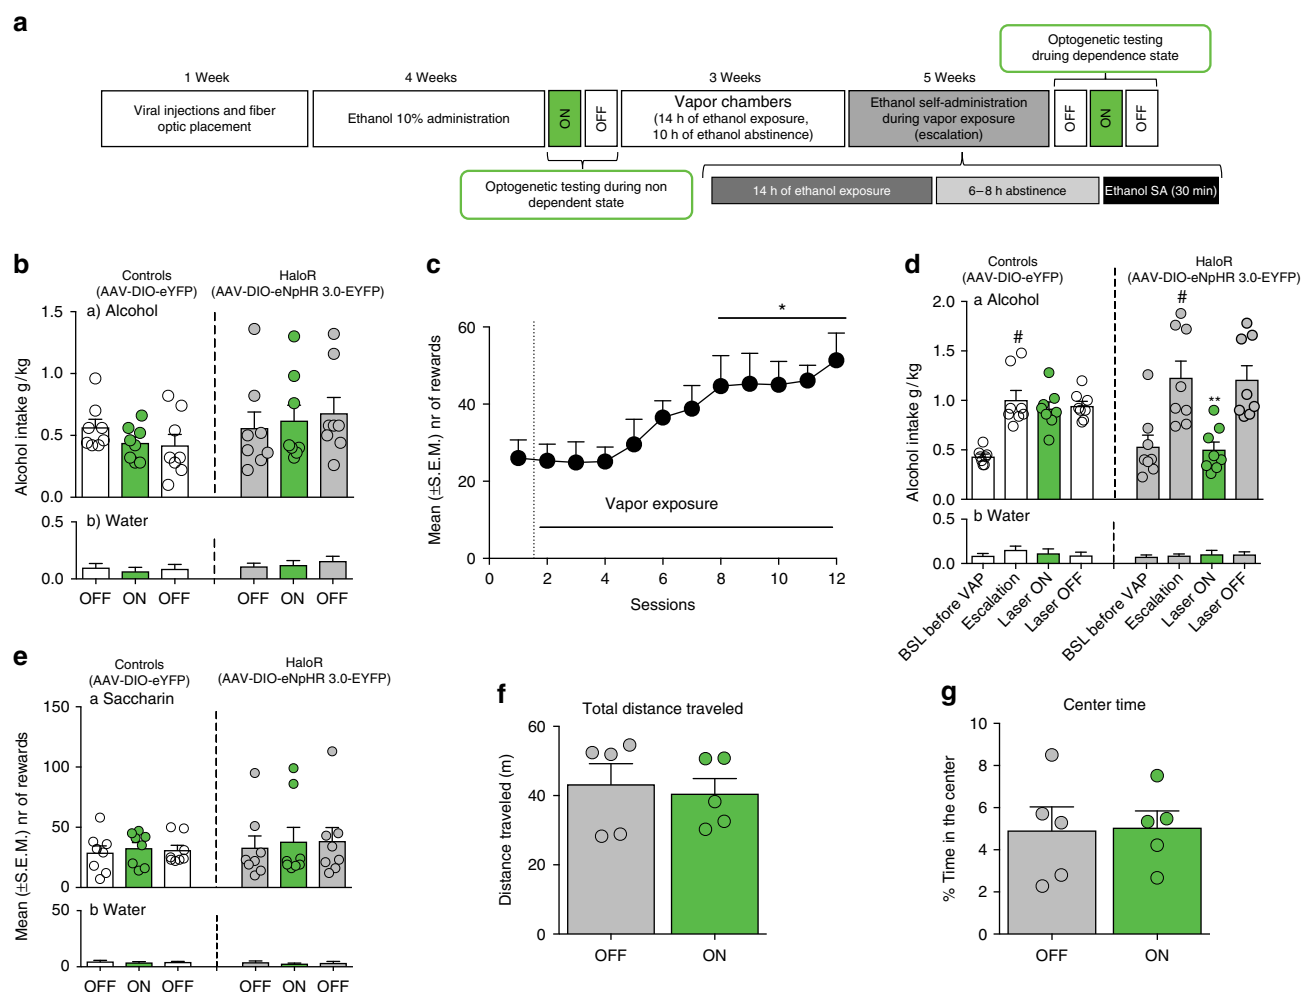 a
Optogenetic testing
druing dependence state
1 Week
4 Weeks
3 Weeks
5 Weeks
Viral injections and fiber
optic placement
Ethanol 10% administration
ON
OFF
Vapor chambers
(14 h of ethanol exposure,
10 h of ethanol abstinence)
Ethanol self-administration
during vapor exposure
(escalation)
OFF
ON
OFF
Optogenetic testing during non
dependent state
14 h of ethanol exposure
6–8 h abstinence
Ethanol SA (30 min)
b
Controls
(AAV-DIO-eYFP)
HaloR
(AAV-DIO-eNpHR 3.0-EYFP)
a) Alcohol
Alcohol intake g/kg
1.5
1.0
0.5
0.0
b) Water
0.5
0.0
OFF ON OFF OFF ON OFF
c
Mean (±S.E.M.) nr of rewards
60
40
20
0
*
Vapor exposure
0 2 4 6 8 10 12
Sessions
d
Controls
(AAV-DIO-eYFP)
HaloR
(AAV-DIO-eNpHR 3.0-EYFP)
a Alcohol
Alcohol intake g/kg
2.0
1.5
1.0
0.5
0.0
#
#
**
b Water
0.5
0.0
BSL before VAP
Escalation
Laser ON
Laser OFF
BSL before VAP
Escalation
Laser ON
Laser OFF
e
Controls
(AAV-DIO-eYFP)
HaloR
(AAV-DIO-eNpHR 3.0-EYFP)
a Saccharin
Mean (±S.E.M.) nr of rewards
150
100
50
0
b Water
50
0
OFF ON OFF OFF ON OFF
f
Total distance traveled
Distance traveled (m)
60
40
20
0
OFF ON
g
Center time
% Time in the center
10
8
6
4
2
0
OFF ON